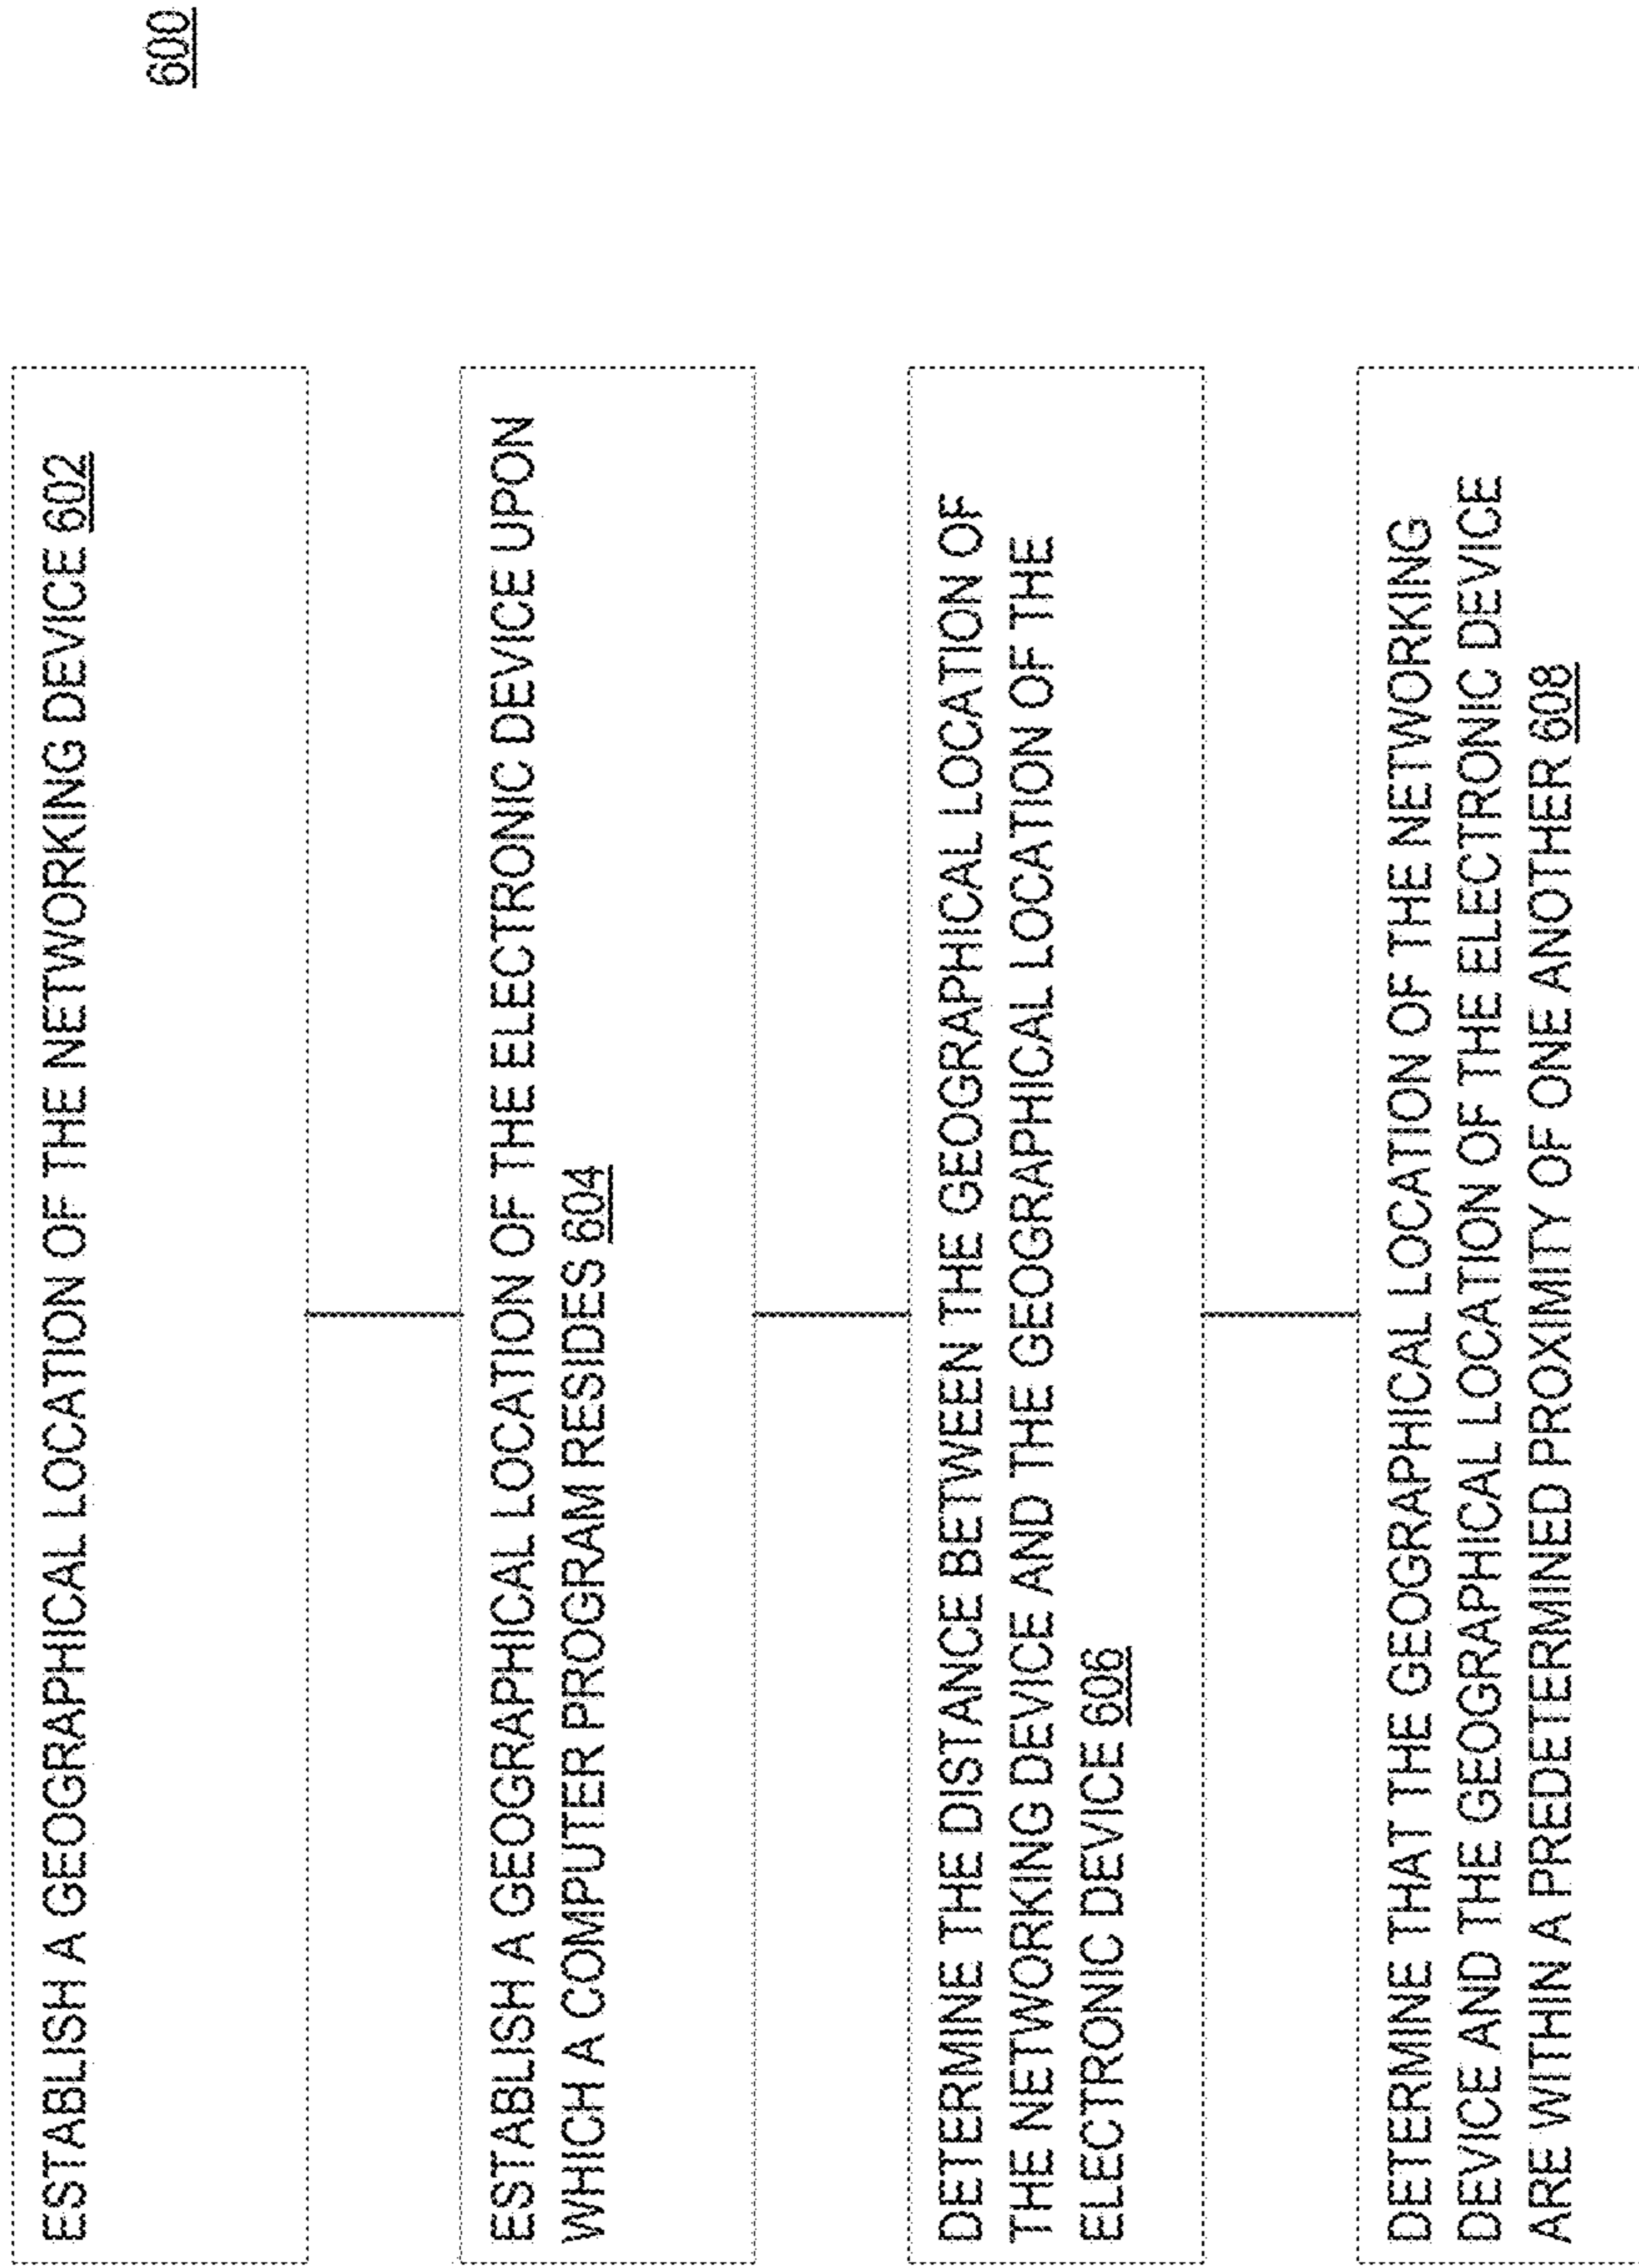 600
ESTABLISH A GEOGRAPHICAL LOCATION OF THE NETWORKING DEVICE 602
ESTABLISH A GEOGRAPHICAL LOCATION OF THE ELECTRONIC DEVICE UPON
WHICH A COMPUTER PROGRAM RESIDES 604
DETERMINE THE DISTANCE BETWEEN THE GEOGRAPHICAL LOCATION OF
THE NETWORKING DEVICE AND THE GEOGRAPHICAL LOCATION OF THE
ELECTRONIC DEVICE 606
DETERMINE THAT THE GEOGRAPHICAL LOCATION OF THE NETWORKING
DEVICE AND THE GEOGRAPHICAL LOCATION OF THE ELECTRONIC DEVICE
ARE WITHIN A PREDETERMINED PROXIMITY OF ONE ANOTHER 608